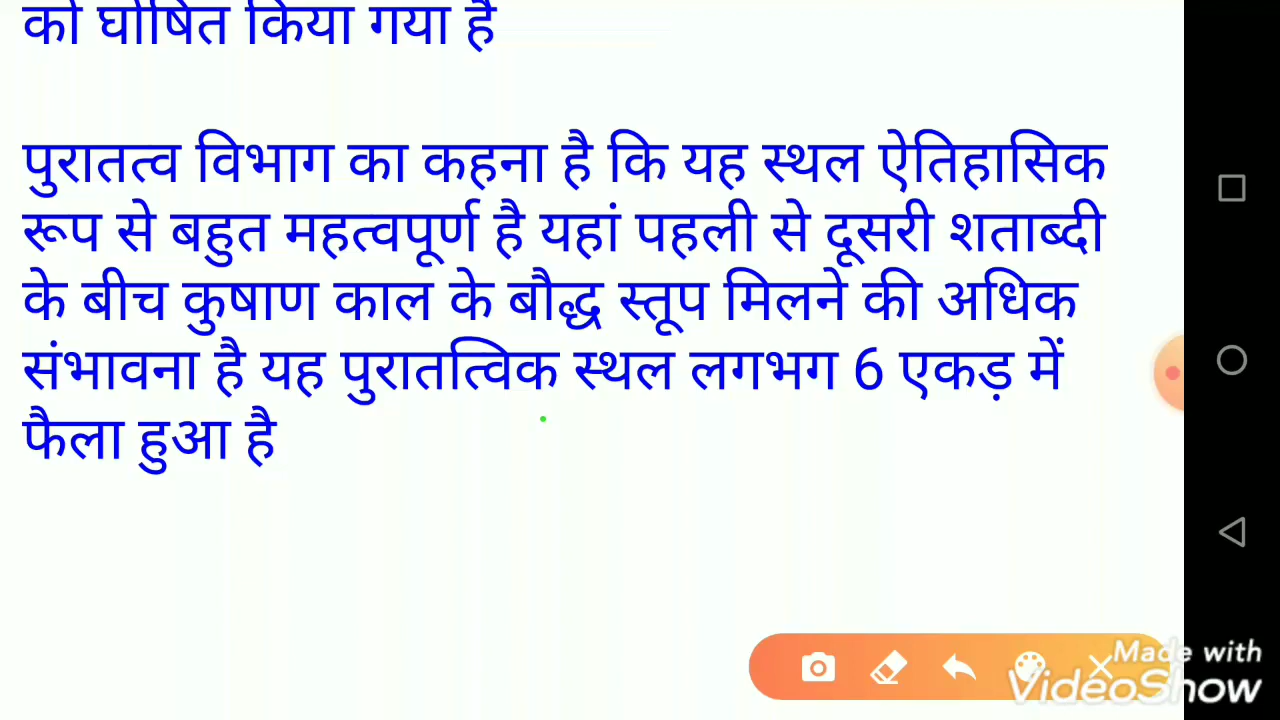 को घोषित किया गया है
पुरातत्व विभाग का कहना है कि यह स्थल ऐतिहासिक
रूप से बहुत महत्वपूर्ण है यहां पहली से दूसरी शताब्दी
के बीच कुषाण काल के बौद्ध स्तूप मिलने की अधिक
संभावना है यह पुरातत्विक स्थल लगभग 6 एकड़ में
फैला हुआ है
Made with
VideoShow